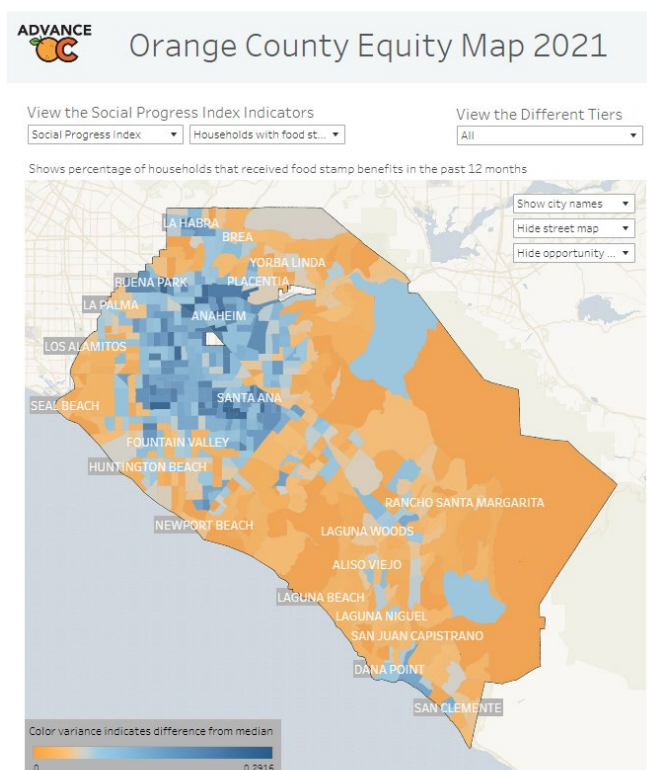 ADVANCE
OC
Orange County Equity Map 2021
View the Social Progress Index Indicators
View the Different Tiers
Social Progress Index
Households with food st...
All
Shows percentage of households that received food stamp benefits in the past 12 months
Show city names
Hide street map
Hide opportunity ...
LA HABRA
BREA
YORBA LINDA
BUENA PARK
PLACENTIA
LA PALMA
ANAHEIM
LOS ALAMITOS
SANTA ANA
SEAL BEACH
FOUNTAIN VALLEY
HUNTINGTON BEACH
RANCHO SANTA MARGARITA
NEWPORT BEACH
LAGUNA WOODS
ALISO VIEJO
LAGUNA BEACH
LAGUNA NIGUEL
SAN JUAN CAPISTRANO
DANA POINT
SAN CLEMENTE
Color variance indicates difference from median
0
0.2916